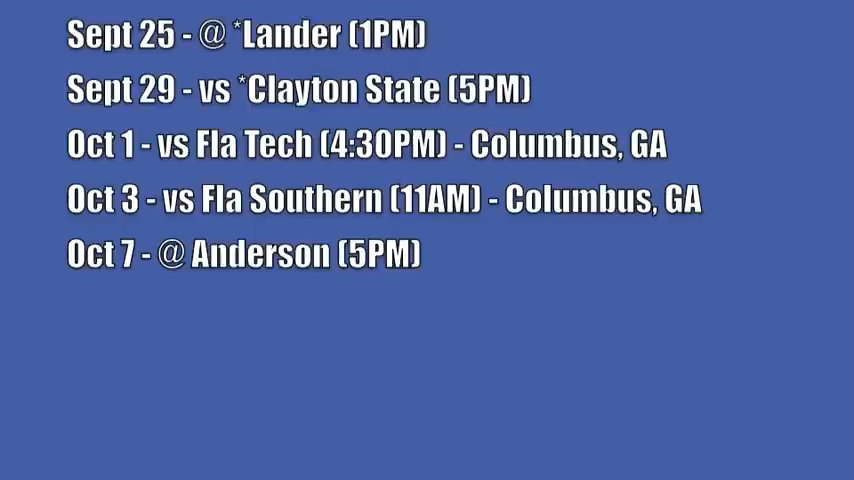 Sept 25 - @ *Lander (1PM)
Sept 29 - vs *Clayton State (5PM)
Oct 1 - vs Fla Tech (4:30PM) - Columbus, GA
Oct 3 - vs Fla Southern (11AM) - Columbus, GA
Oct 7 - @ Anderson (5PM)